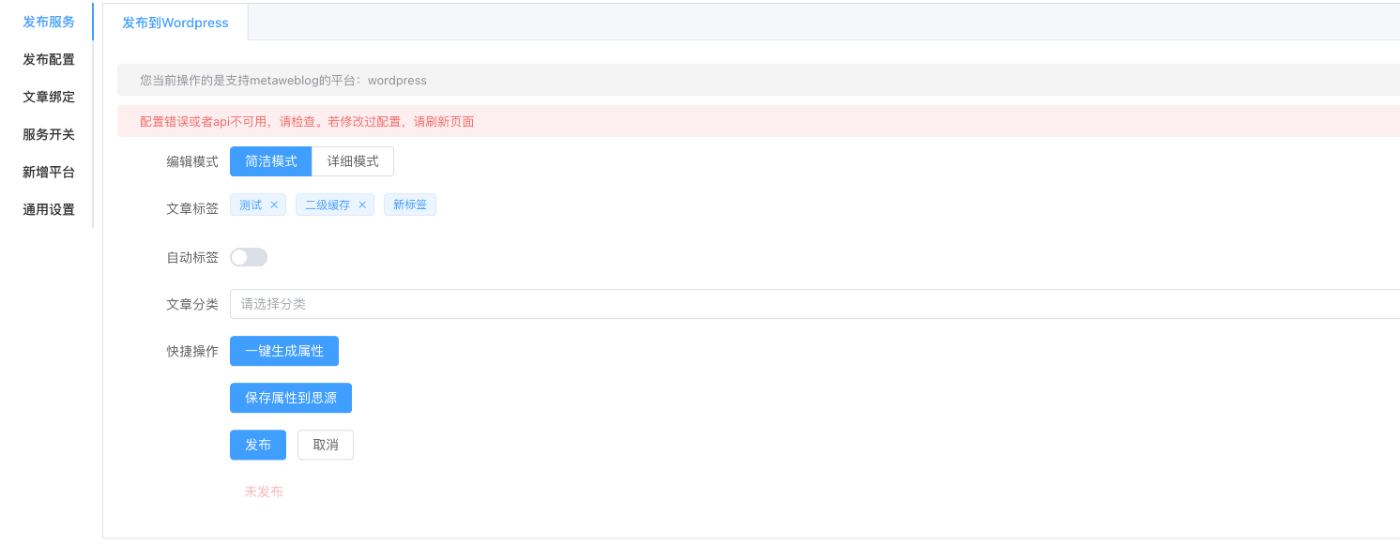 发布服务
发布配置
文章绑定
服务开关
新增平台
通用设置
发布到Wordpress
您当前操作的是支持metaweblog的平台：wordpress
配置错误或者api不可用，请检查。若修改过配置，请刷新页面
编辑模式 简洁模式 详细模式
文章标签 测试 × 二级缓存 × 新标签
自动标签
文章分类 请选择分类
快捷操作 一键生成属性
保存属性到思源
发布 取消
未发布